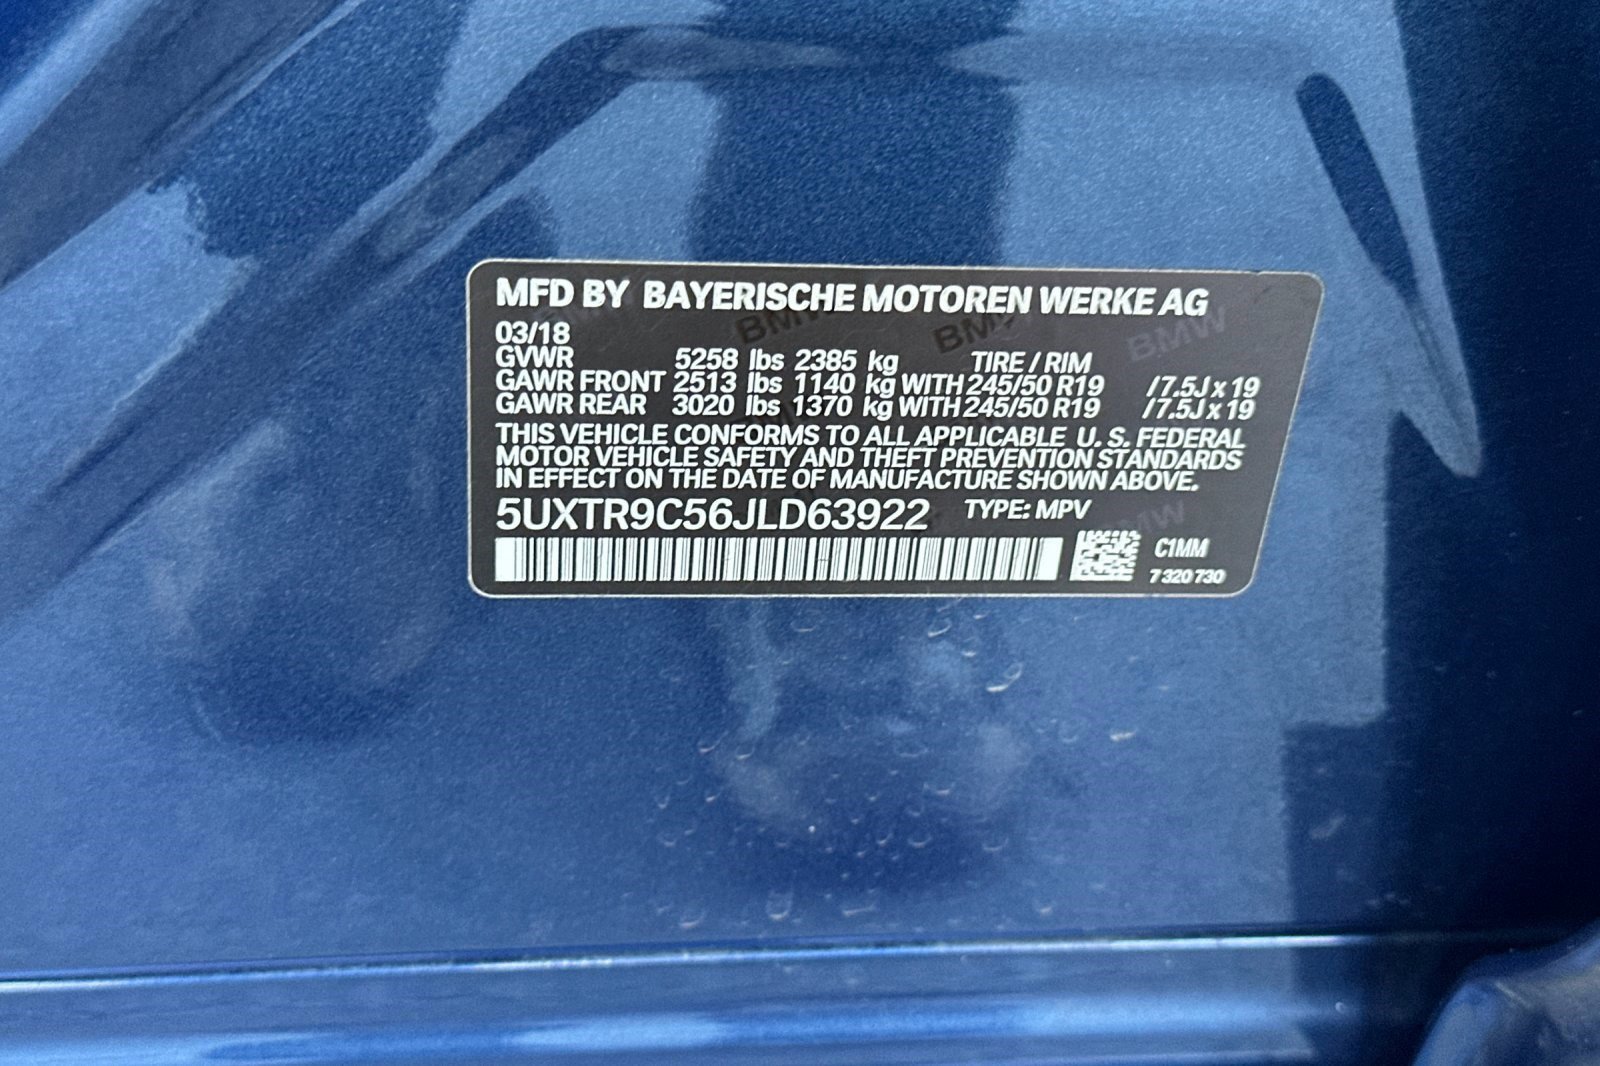 MFD BY BAYERISCHE MOTOREN WERKE AG
03/18
GVWR 5258 lbs 2385 kg TIRE / RIM
GAWR FRONT 2513 lbs 1140 kg WITH 245/50 R19 / 7.5J x 19
GAWR REAR 3020 lbs 1370 kg WITH 245/50 R19 / 7.5J x 19
THIS VEHICLE CONFORMS TO ALL APPLICABLE U. S. FEDERAL
MOTOR VEHICLE SAFETY AND THEFT PREVENTION STANDARDS
IN EFFECT ON THE DATE OF MANUFACTURE SHOWN ABOVE.
5UXTR9C56JLD63922 TYPE: MPV
C1MM
7 320 730
BMW
BMW
BMW